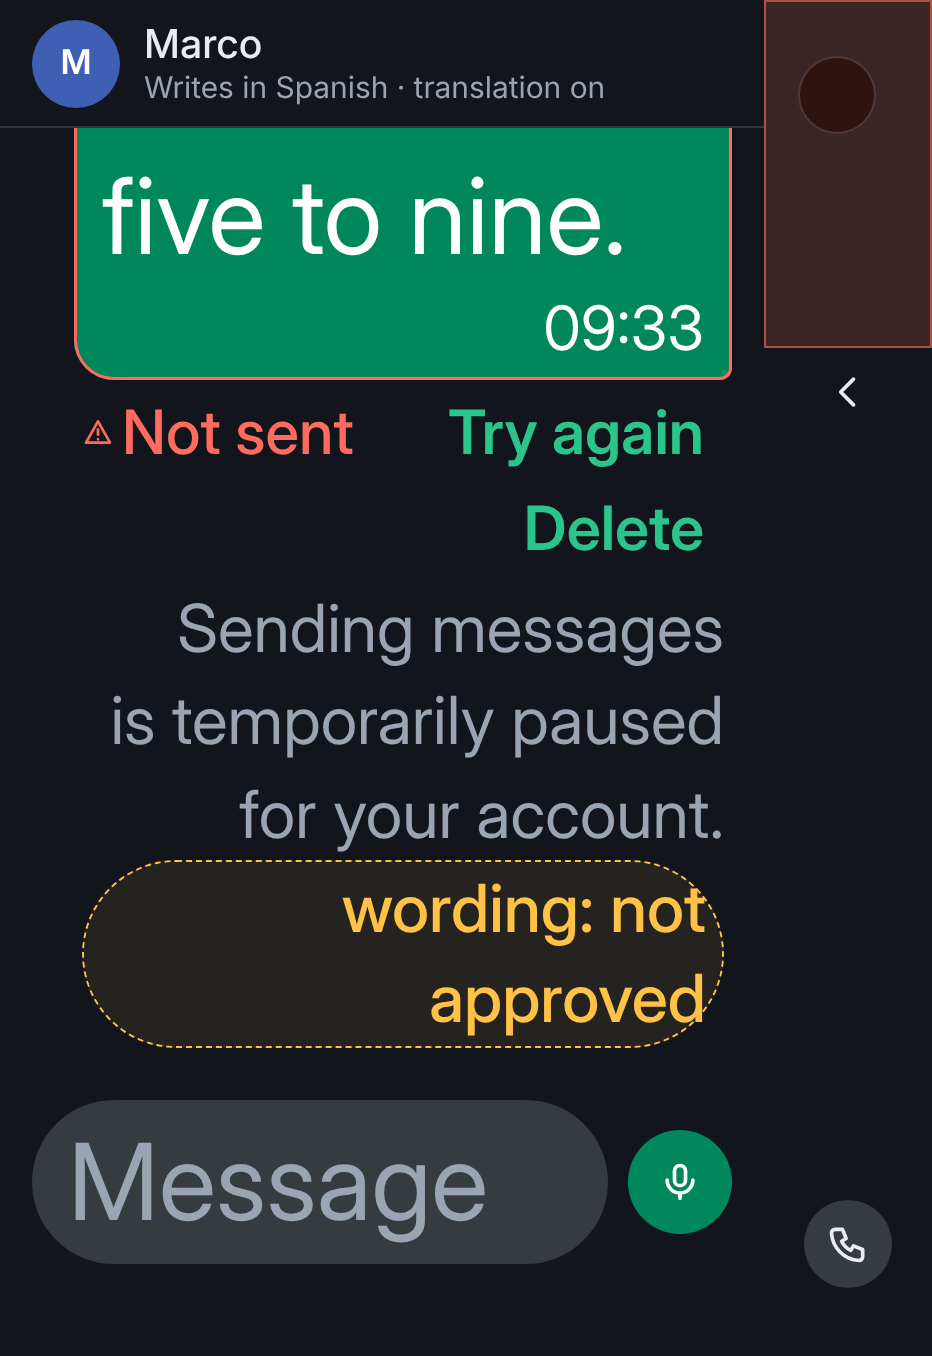 M
Marco
Writes in Spanish · translation on
five to nine.
09:33
Not sent
Try again
Delete
Sending messages
is temporarily paused
for your account.
wording: not
approved
Message